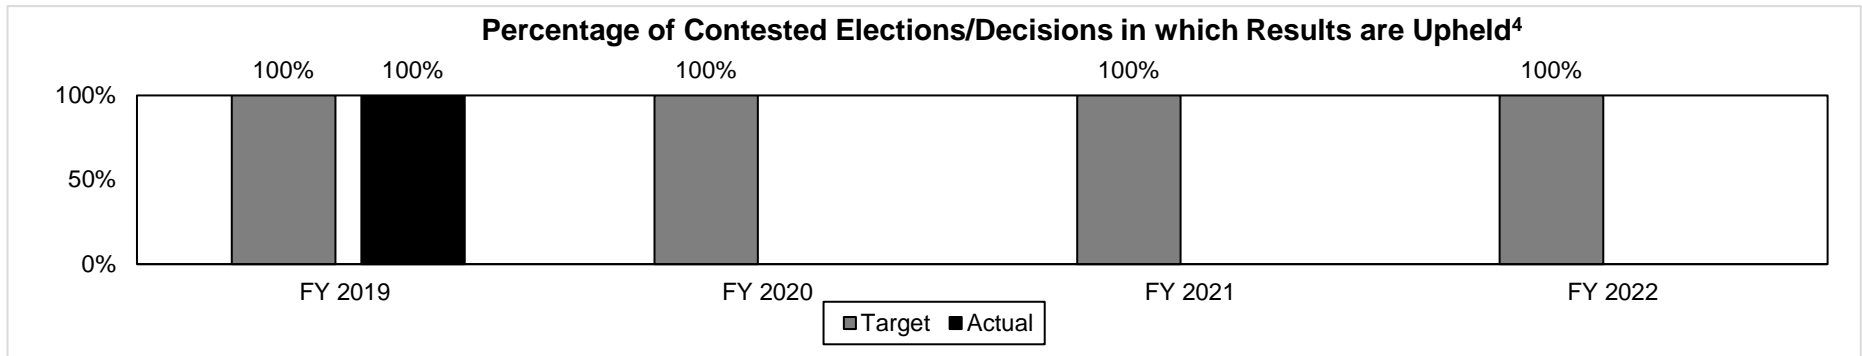 Percentage of Contested Elections/Decisions in which Results are Upheld⁴
100% 100% 100% 100% 100%
100%
50%
0%
FY 2019 FY 2020 FY 2021 FY 2022
Target Actual